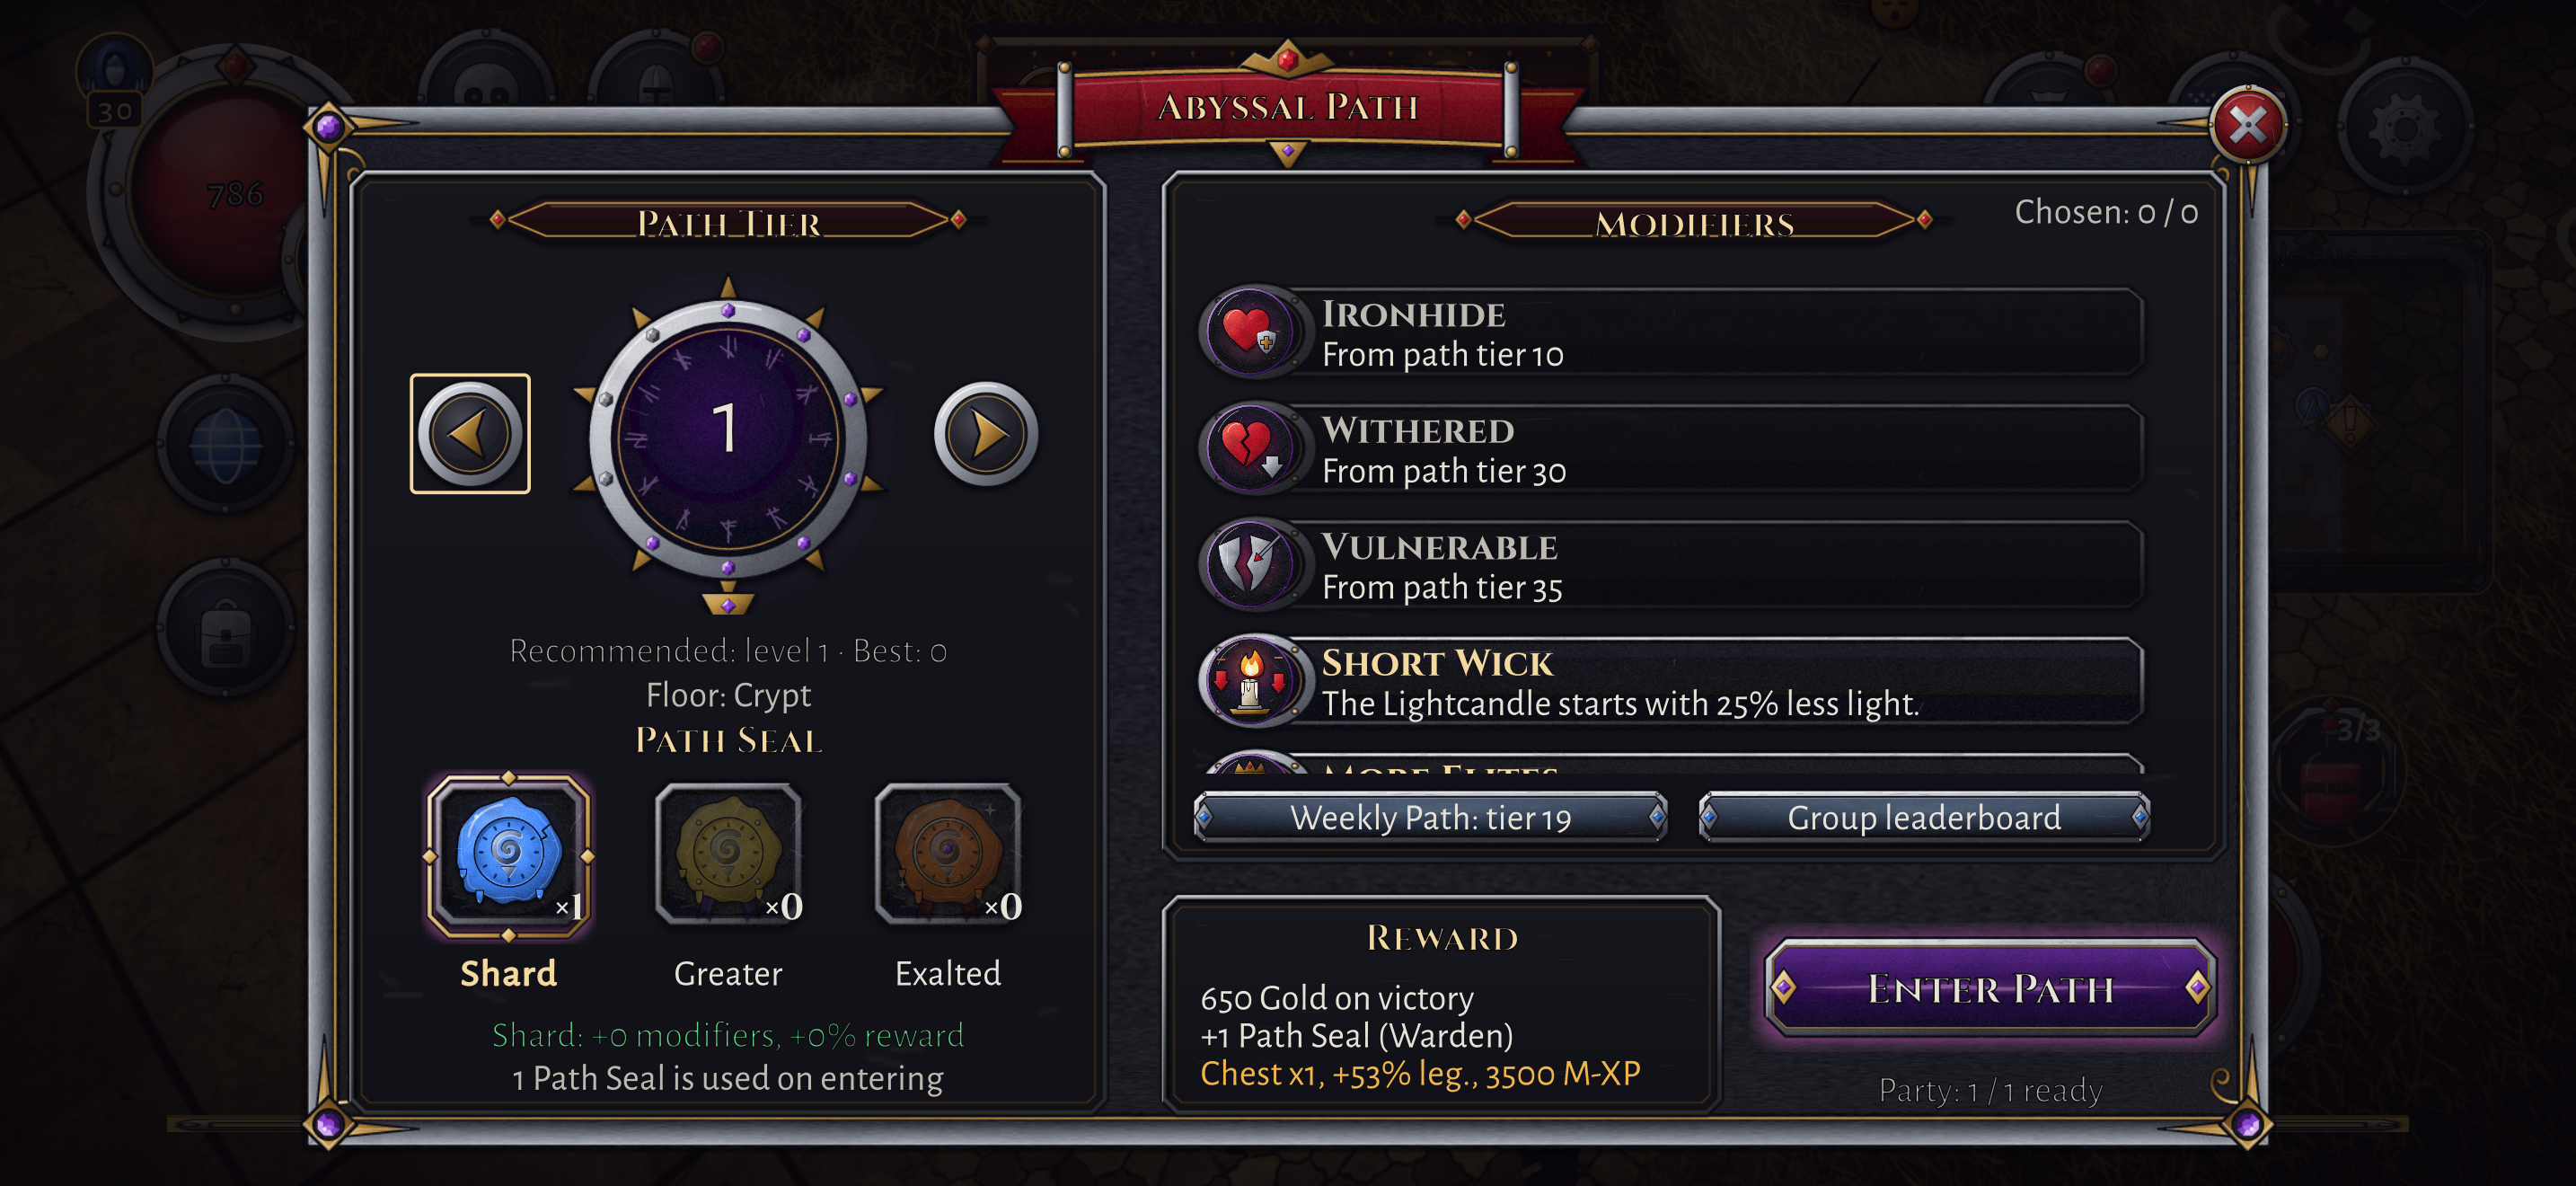 30
786
ABYSSAL PATH
PATH TIER
1
Recommended: level 1 · Best: 0
Floor: Crypt
PATH SEAL
×1
×0
×0
Shard
Greater
Exalted
Shard: +0 modifiers, +0% reward
1 Path Seal is used on entering
MODIFIERS
Chosen: 0 / 0
IRONHIDE
From path tier 10
WITHERED
From path tier 30
VULNERABLE
From path tier 35
SHORT WICK
The Lightcandle starts with 25% less light.
MORE ELITES
Weekly Path: tier 19
Group leaderboard
REWARD
650 Gold on victory
+1 Path Seal (Warden)
Chest x1, +53% leg., 3500 M-XP
ENTER PATH
Party: 1 / 1 ready
3/3